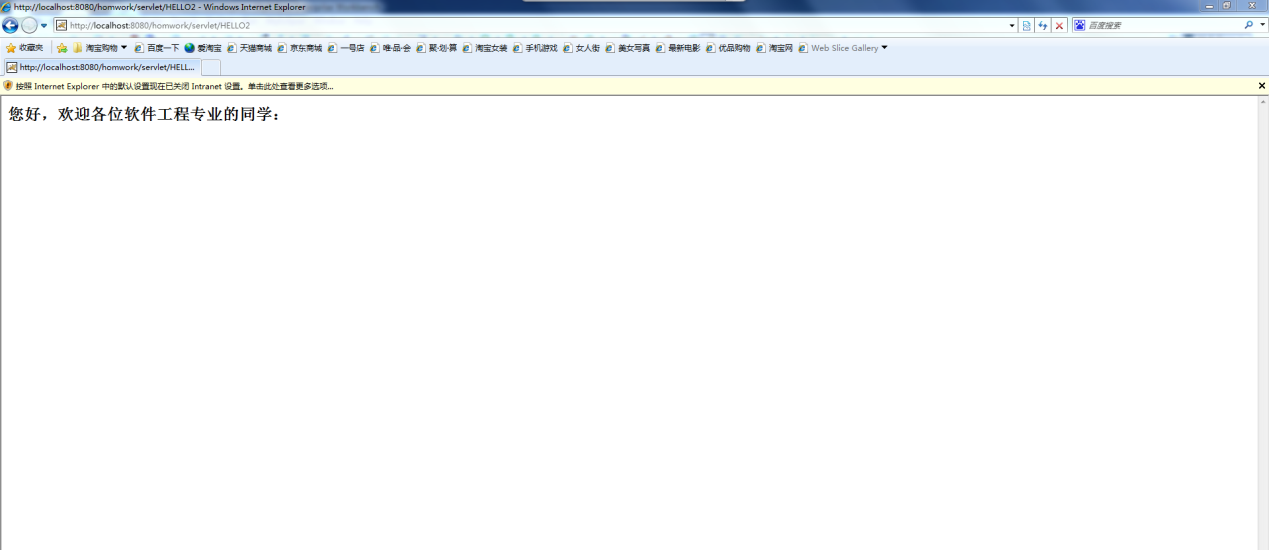 http://localhost:8080/homwork/servlet/HELLO2 - Windows Internet Explorer
http://localhost:8080/homwork/servlet/HELLO2 百度搜索
收藏夹 淘宝购物 百度一下 爱淘宝 天猫商城 京东商城 一号店 唯·品·会 聚·划·算 淘宝女装 手机游戏 女人街 美女写真 最新电影 优品购物 淘宝网 Web Slice Gallery
http://localhost:8080/homwork/servlet/HELL...
按照 Internet Explorer 中的默认设置现在已关闭 Intranet 设置。单击此处查看更多选项...
您好，欢迎各位软件工程专业的同学：